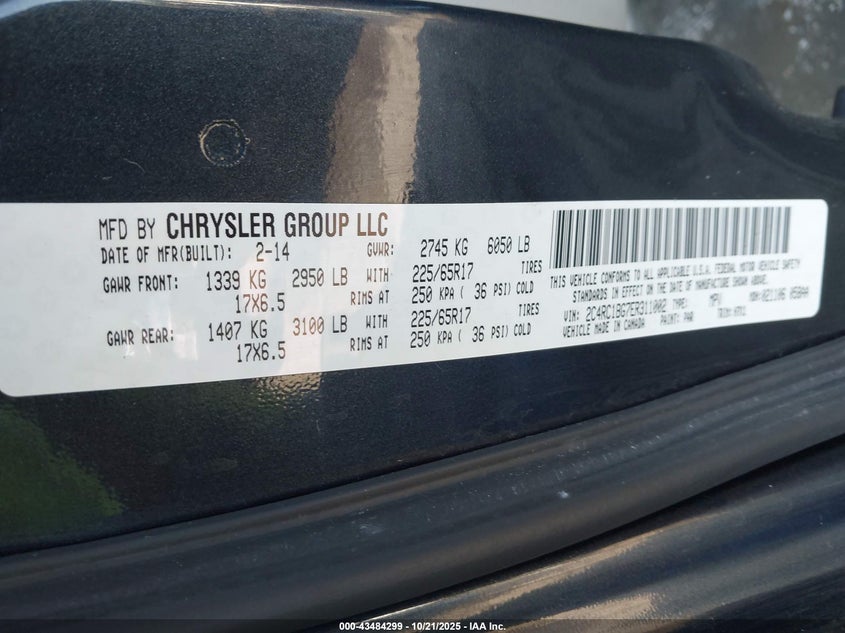 MFD BY CHRYSLER GROUP LLC
DATE OF MFR(BUILT): 2-14 GVWR: 2745 KG 6050 LB
GAWR FRONT: 1339 KG 2950 LB WITH 225/65R17 TIRES
17X6.5 RIMS AT 250 KPA ( 36 PSI) COLD
GAWR REAR: 1407 KG 3100 LB WITH 225/65R17 TIRES
17X6.5 RIMS AT 250 KPA ( 36 PSI) COLD
THIS VEHICLE CONFORMS TO ALL APPLICABLE U.S.A. FEDERAL MOTOR VEHICLE SAFETY
STANDARDS IN EFFECT ON THE DATE OF MANUFACTURE SHOWN ABOVE.
VIN: 2C4RC1BG7ER311002 TYPE: MPV MDH: 021106
VEHICLE MADE IN CANADA PAINT: PAR TRIM:
000-43484299 | 10/21/2025 | IAA Inc.